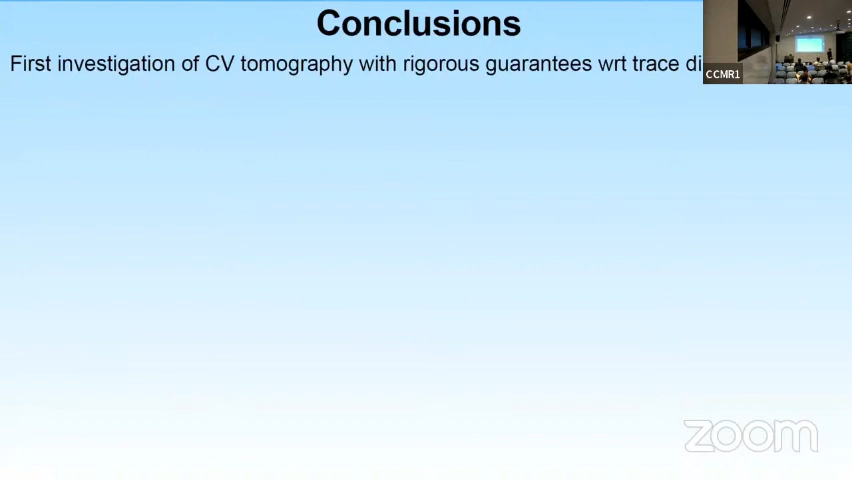 Conclusions
First investigation of CV tomography with rigorous guarantees wrt trace di
CCMR1
zoom